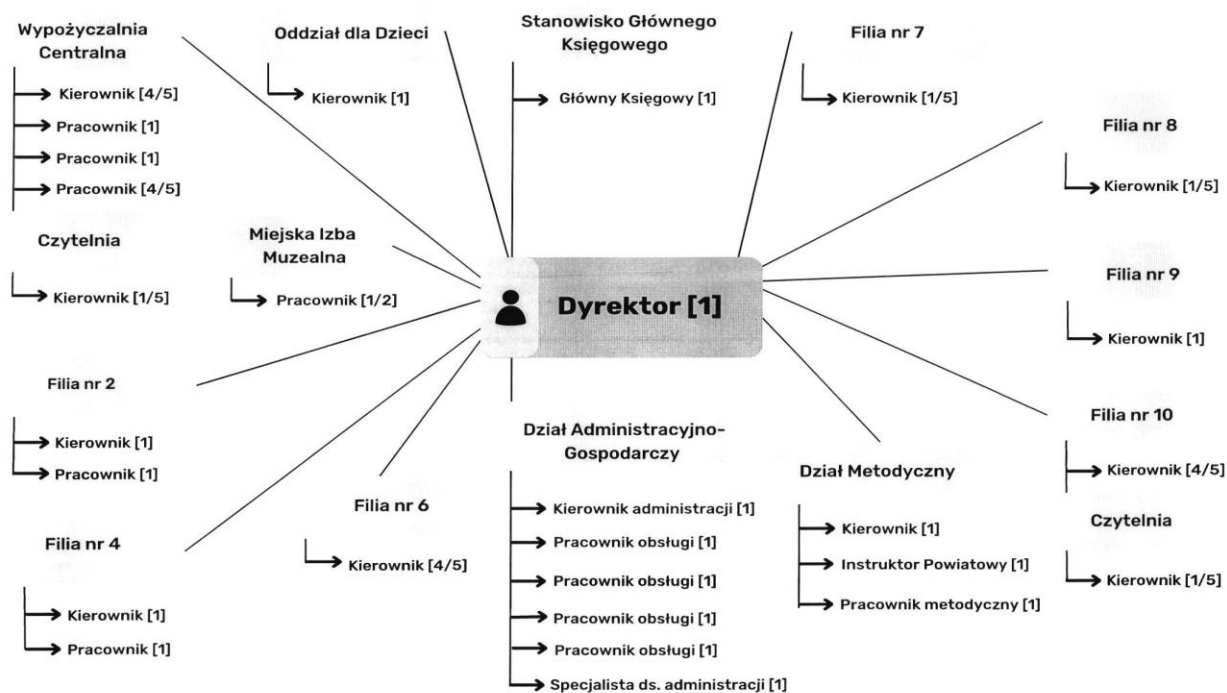 Wypożyczalnia
Centralna
Kierownik [4/5]
Pracownik [1]
Pracownik [1]
Pracownik [4/5]
Czytelnia
Kierownik [1/5]
Oddział dla Dzieci
Kierownik [1]
Miejska Izba
Muzealna
Pracownik [1/2]
Stanowisko Głównego
Księgowego
Główny Księgowy [1]
Filia nr 7
Kierownik [1/5]
Filia nr 8
Kierownik [1/5]
Filia nr 9
Kierownik [1]
Filia nr 10
Kierownik [4/5]
Czytelnia
Kierownik [1/5]
Dyrektor [1]
Filia nr 2
Kierownik [1]
Pracownik [1]
Filia nr 4
Kierownik [1]
Pracownik [1]
Filia nr 6
Kierownik [4/5]
Dział Administracyjno-
Gospodarczy
Kierownik administracji [1]
Pracownik obsługi [1]
Pracownik obsługi [1]
Pracownik obsługi [1]
Pracownik obsługi [1]
Specjalista ds. administracji [1]
Dział Metodyczny
Kierownik [1]
Instruktor Powiatowy [1]
Pracownik metodyczny [1]